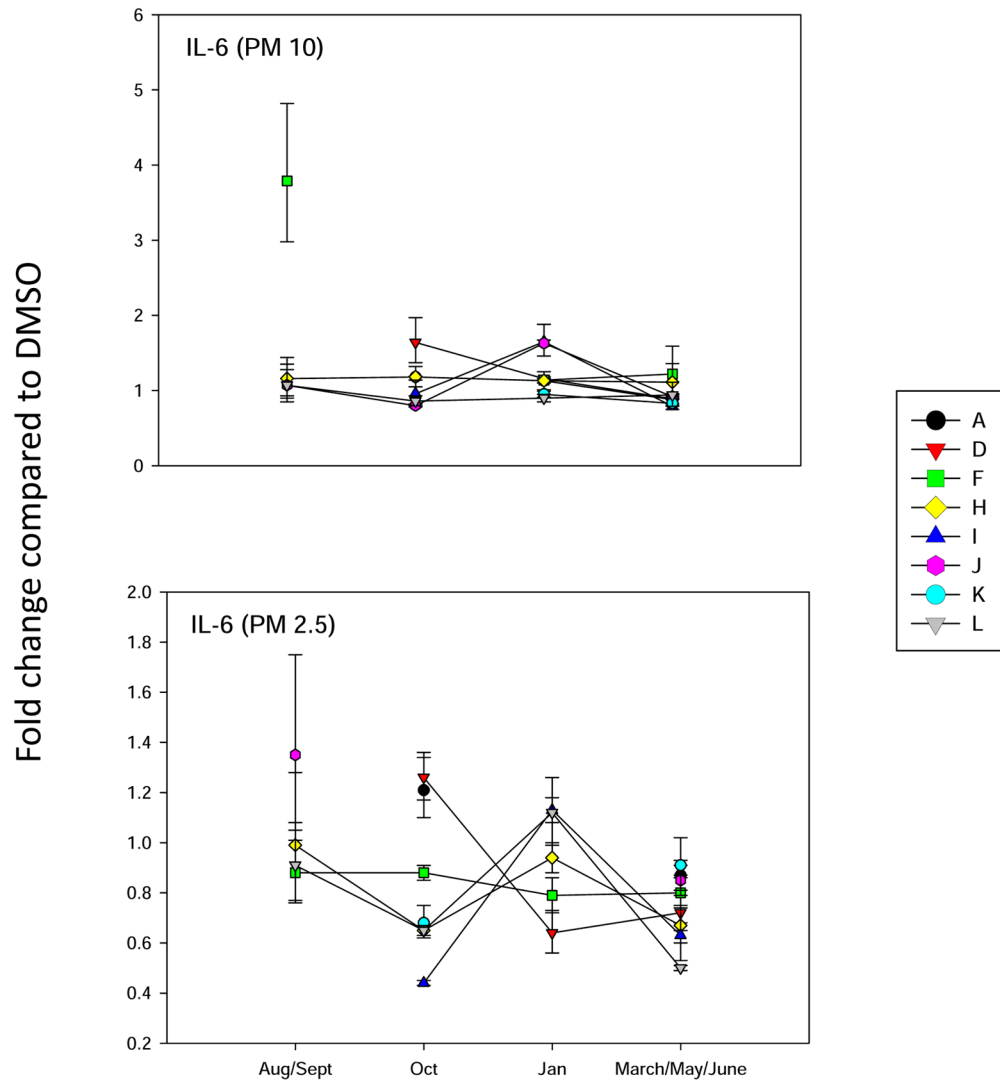 Fold change compared to DMSO
IL-6 (PM 10)
6
5
4
3
2
1
0
A
D
F
H
I
J
K
L
IL-6 (PM 2.5)
2.0
1.8
1.6
1.4
1.2
1.0
0.8
0.6
0.4
0.2
Aug/Sept Oct Jan March/May/June